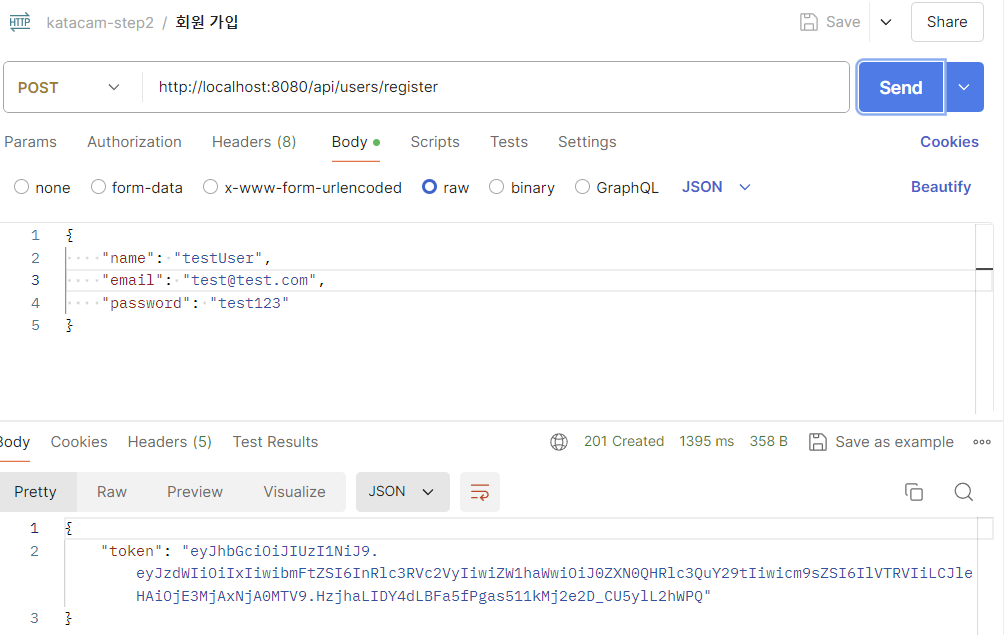 HTTP katacam-step2 / 회원 가입 Save Share
POST http://localhost:8080/api/users/register Send
Params Authorization Headers (8) Body Scripts Tests Settings Cookies
none form-data x-www-form-urlencoded raw binary GraphQL JSON Beautify
1 {
2 "name": "testUser",
3 "email": "test@test.com",
4 "password": "test123"
5 }
Body Cookies Headers (5) Test Results 201 Created 1395 ms 358 B Save as example
Pretty Raw Preview Visualize JSON
1 {
2 "token": "eyJhbGciOiJIUzI1NiJ9.
eyJzdWIiOiIxIiwibmFtZSI6InRlc3RVc2VyIiwiZW1haWwiOiJ0ZXN0QHRlc3QuY29tIiwicm9sZSI6IlVTRVIiLCJle
HAiOjE3MjAxNjA0MTV9.HzjhaLIDY4dLBFa5fPgas511kMj2e2D_CU5ylL2hWPQ"
3 }